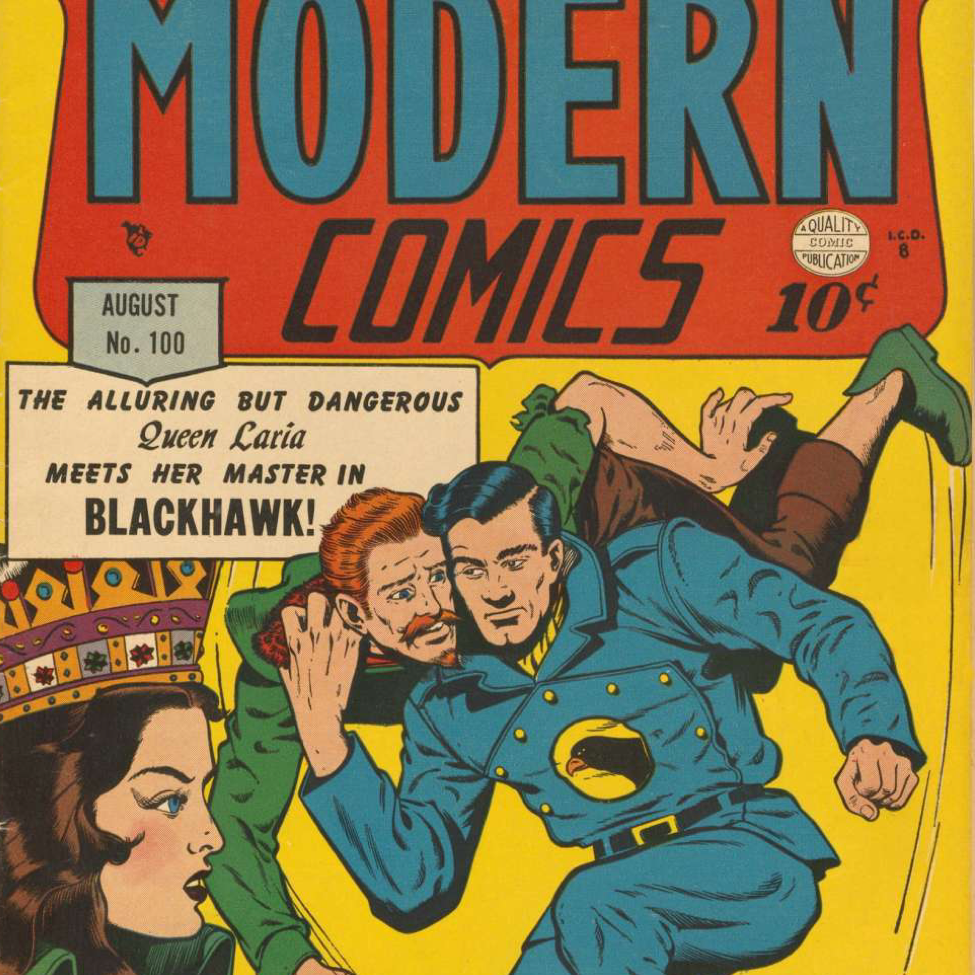 MODERN
COMICS
A QUALITY
COMIC
PUBLICATION
I.C.D.
8
10¢
AUGUST
No. 100
THE ALLURING BUT DANGEROUS
Queen Laria
MEETS HER MASTER IN
BLACKHAWK!